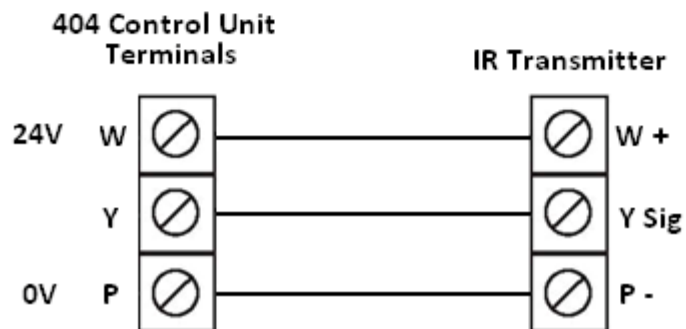 404 Control Unit
Terminals
IR Transmitter
24V W W +
Y Y Sig
0V P P -